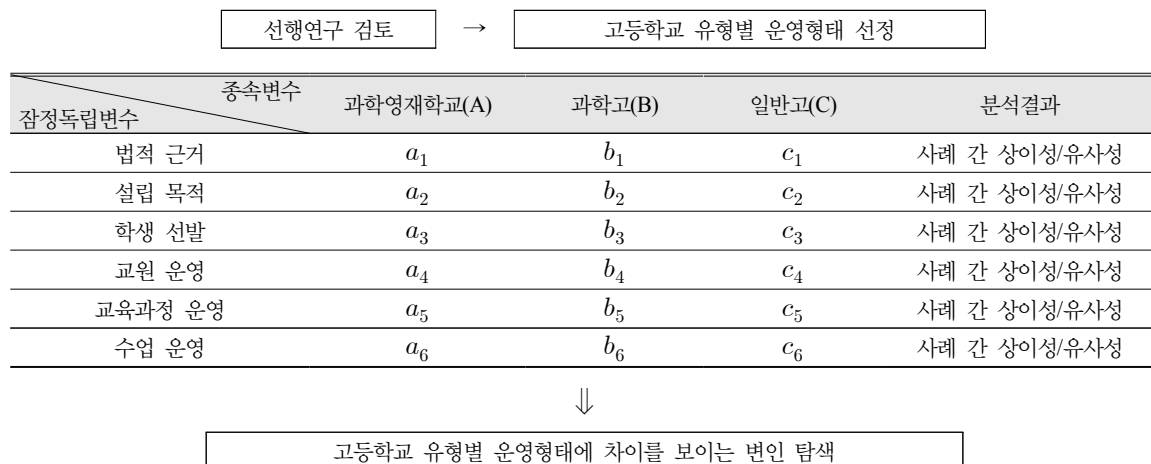 선행연구 검토 → 고등학교 유형별 운영형태 선정
종속변수
잠정독립변수 과학영재학교(A) 과학고(B) 일반고(C) 분석결과
법적 근거 a₁ b₁ c₁ 사례 간 상이성/유사성
설립 목적 a₂ b₂ c₂ 사례 간 상이성/유사성
학생 선발 a₃ b₃ c₃ 사례 간 상이성/유사성
교원 운영 a₄ b₄ c₄ 사례 간 상이성/유사성
교육과정 운영 a₅ b₅ c₅ 사례 간 상이성/유사성
수업 운영 a₆ b₆ c₆ 사례 간 상이성/유사성
⇓
고등학교 유형별 운영형태에 차이를 보이는 변인 탐색